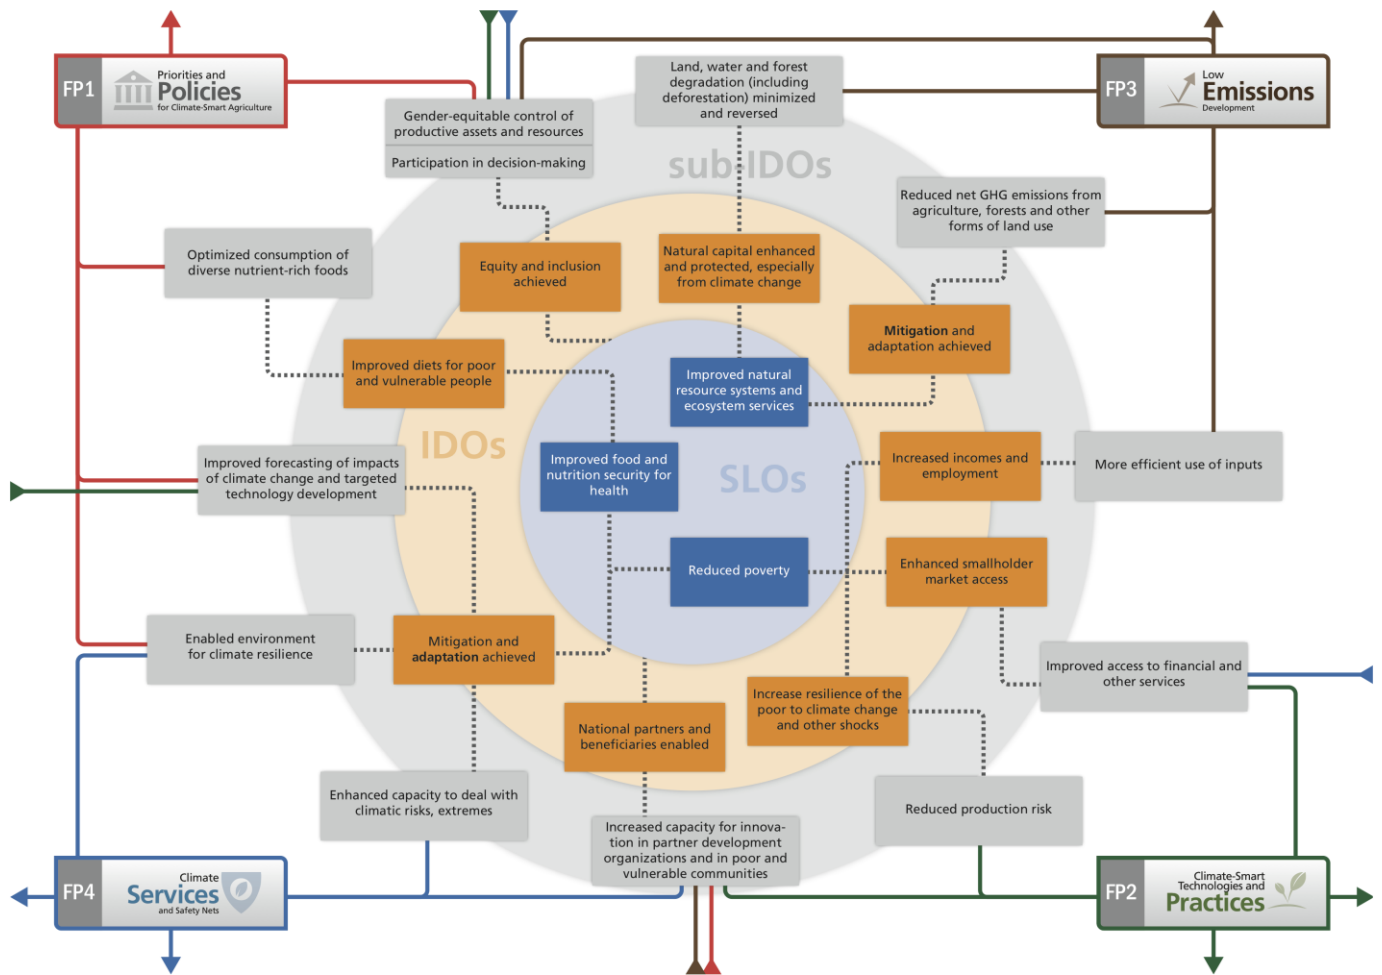 FP1
Priorities and
Policies
for Climate-Smart Agriculture
Gender-equitable control of
productive assets and resources
Participation in decision-making
Land, water and forest
degradation (including
deforestation) minimized
and reversed
FP3
Low
Emissions
Development
sub-IDOs
Reduced net GHG emissions from
agriculture, forests and other
forms of land use
Optimized consumption of
diverse nutrient-rich foods
Equity and inclusion
achieved
Natural capital enhanced
and protected, especially
from climate change
Mitigation and
adaptation achieved
Improved diets for poor
and vulnerable people
Improved natural
resource systems and
ecosystem services
IDOs
Improved forecasting of impacts
of climate change and targeted
technology development
Improved food and
nutrition security for
health
SLOs
Increased incomes and
employment
More efficient use of inputs
Reduced poverty
Enhanced smallholder
market access
Enabled environment
for climate resilience
Mitigation and
adaptation achieved
Improved access to financial and
other services
Increase resilience of the
poor to climate change
and other shocks
National partners and
beneficiaries enabled
Enhanced capacity to deal with
climatic risks, extremes
Reduced production risk
Increased capacity for innova-
tion in partner development
organizations and in poor and
vulnerable communities
FP4
Climate
Services
and Safety Nets
FP2
Climate-Smart
Technologies and
Practices